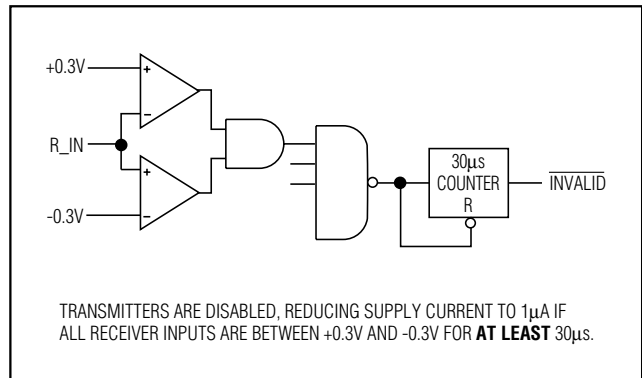 +0.3V
+
-
R_IN
+
-
-0.3V
30µs
COUNTER
R
INVALID
TRANSMITTERS ARE DISABLED, REDUCING SUPPLY CURRENT TO 1µA IF
ALL RECEIVER INPUTS ARE BETWEEN +0.3V AND -0.3V FOR AT LEAST 30µs.